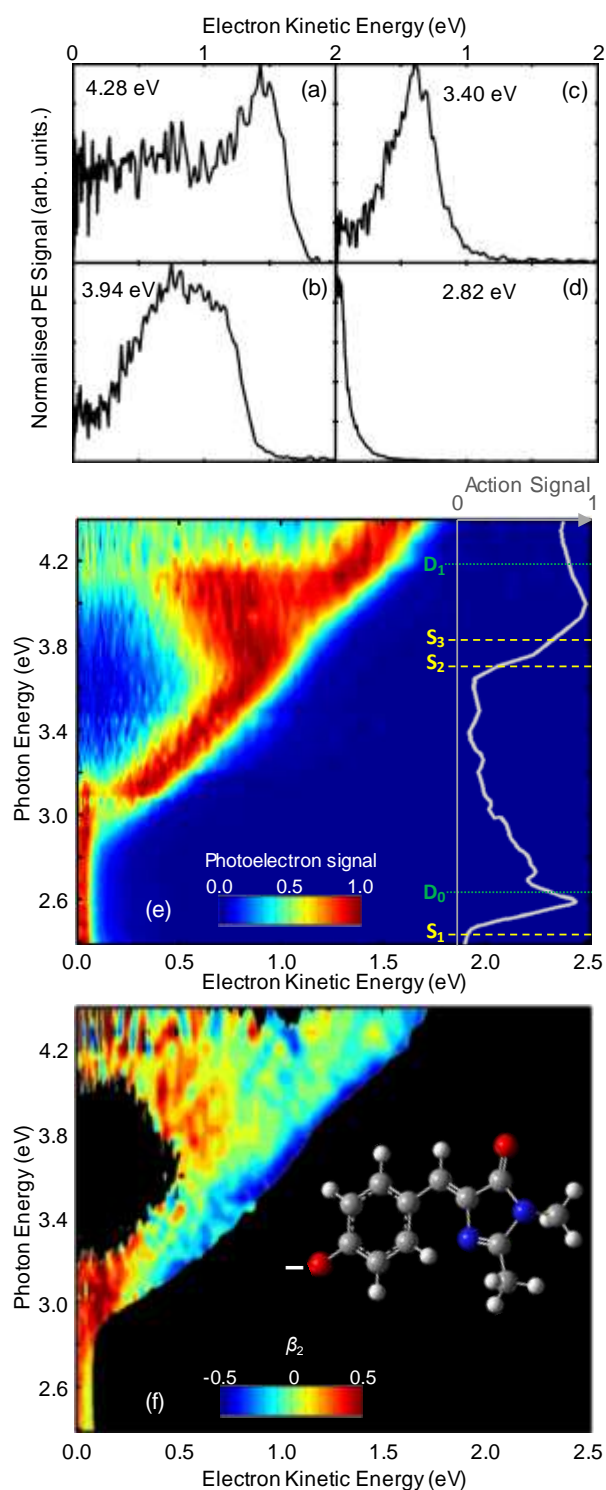 Electron Kinetic Energy (eV)
0 1 2 1 2
4.28 eV (a)
3.40 eV (c)
3.94 eV (b)
2.82 eV (d)
Normalised PE Signal (arb. units.)
Action Signal
0 1
4.2
3.8
3.4
3.0
2.6
Photon Energy (eV)
D1
S3
S2
D0
S1
Photoelectron signal
0.0 0.5 1.0
(e)
0.0 0.5 1.0 1.5 2.0 2.5
Electron Kinetic Energy (eV)
4.2
3.8
3.4
3.0
2.6
Photon Energy (eV)
β2
-0.5 0 0.5
(f)
0.0 0.5 1.0 1.5 2.0 2.5
Electron Kinetic Energy (eV)